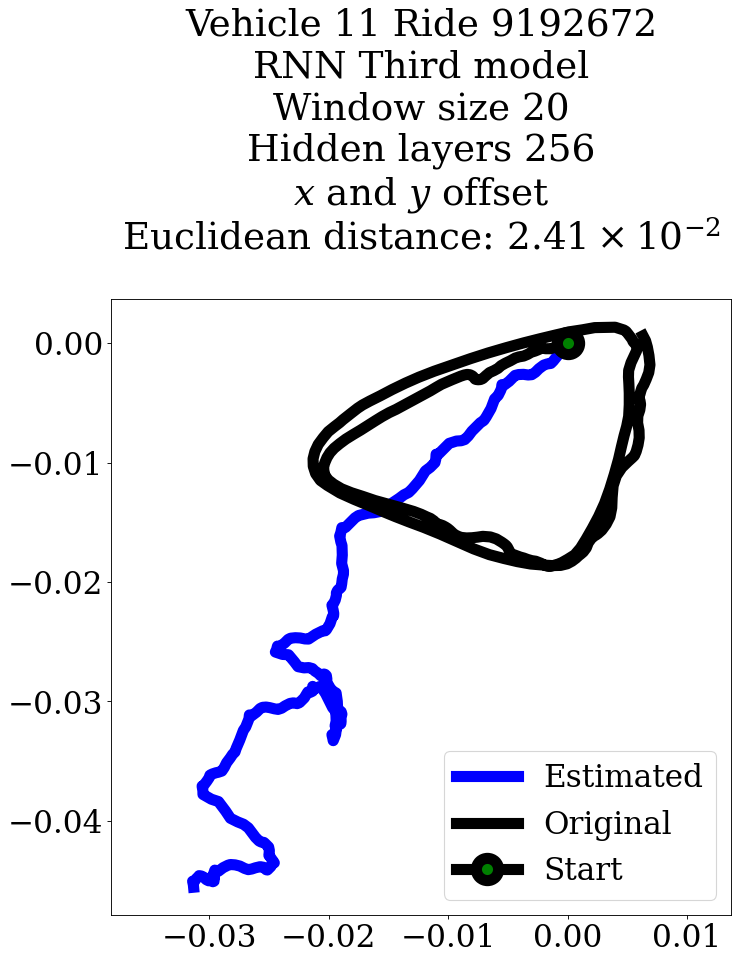 Vehicle 11 Ride 9192672
RNN Third model
Window size 20
Hidden layers 256
x and y offset
Euclidean distance: 2.41 × 10⁻²
0.00
−0.01
−0.02
−0.03
−0.04
Estimated
Original
Start
−0.03 −0.02 −0.01 0.00 0.01